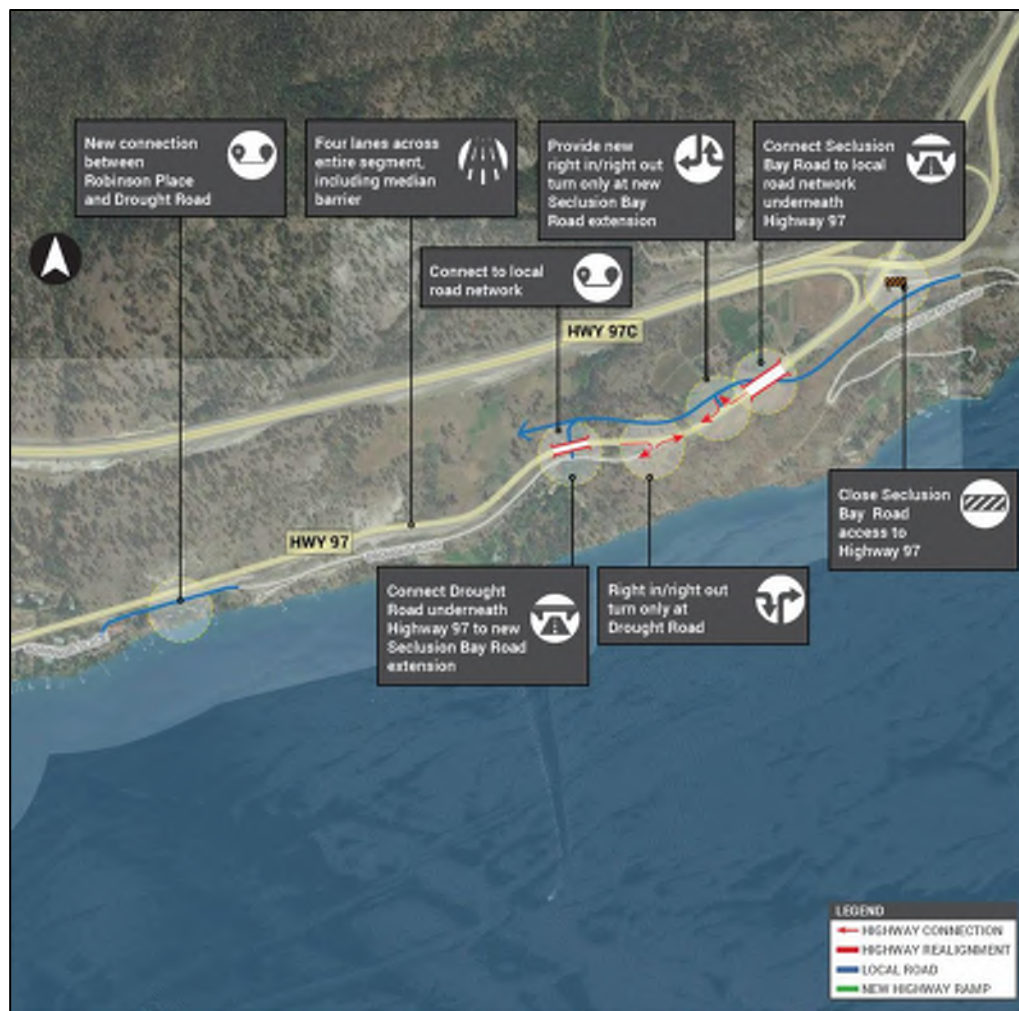 New connection
between
Robinson Place
and Drought Road
Four lanes across
entire segment,
including median
barrier
Provide new
right in/right out
turn only at new
Seclusion Bay
Road extension
Connect Seclusion
Bay Road to local
road network
underneath
Highway 97
Connect to local
road network
HWY 97C
HWY 97
Close Seclusion
Bay Road
access to
Highway 97
Connect Drought
Road underneath
Highway 97 to new
Seclusion Bay Road
extension
Right in/right out
turn only at
Drought Road
LEGEND
HIGHWAY CONNECTION
HIGHWAY REALIGNMENT
LOCAL ROAD
NEW HIGHWAY RAMP